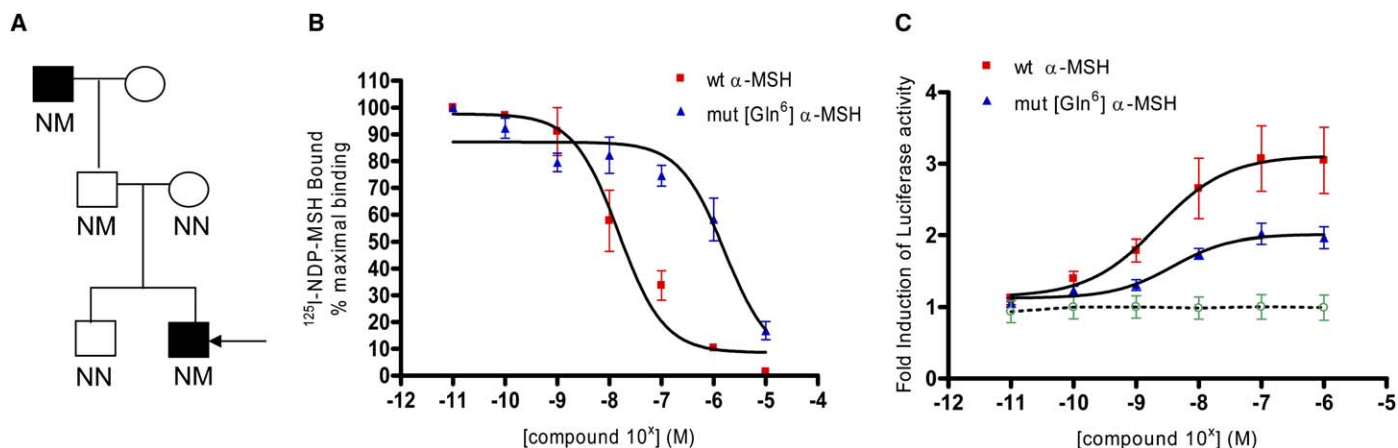 A
NM
NM
NN
NN
NM
B
wt α-MSH
mut [Gln⁶] α-MSH
¹²⁵I-NDP-MSH Bound
% maximal binding
110
100
90
80
70
60
50
40
30
20
10
0
-12 -11 -10 -9 -8 -7 -6 -5 -4
[compound 10ˣ] (M)
C
wt α-MSH
mut [Gln⁶] α-MSH
Fold Induction of Luciferase activity
4
3
2
1
0
-12 -11 -10 -9 -8 -7 -6 -5
[compound 10ˣ] (M)